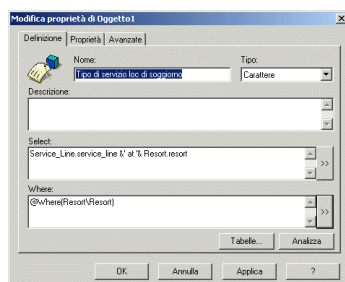 Modifica proprietà di Oggetto1
Definizione Proprietà Avanzate
Nome: Tipo:
Tipo di servizio loc di soggiorno Carattere
Descrizione:
Select:
Service_Line.service_line &' at '& Resort.resort
>>
Where:
@Where(Resort\Resort)
>>
Tabelle... Analizza
OK Annulla Applica ?